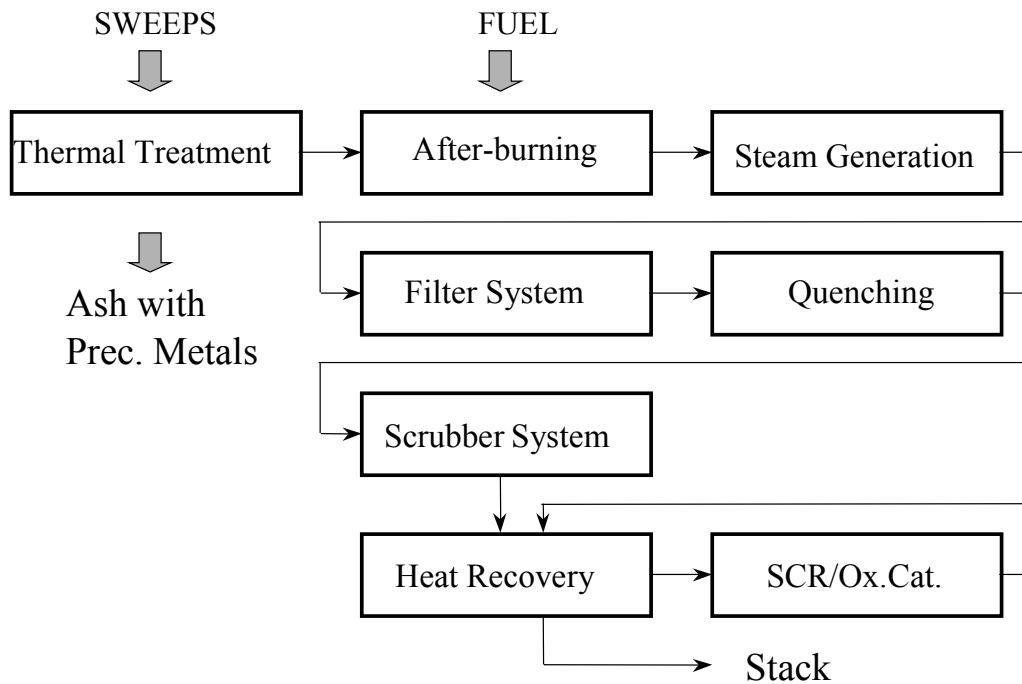 SWEEPS
FUEL
Thermal Treatment
After-burning
Steam Generation
Filter System
Quenching
Ash with
Prec. Metals
Scrubber System
Heat Recovery
SCR/Ox.Cat.
Stack